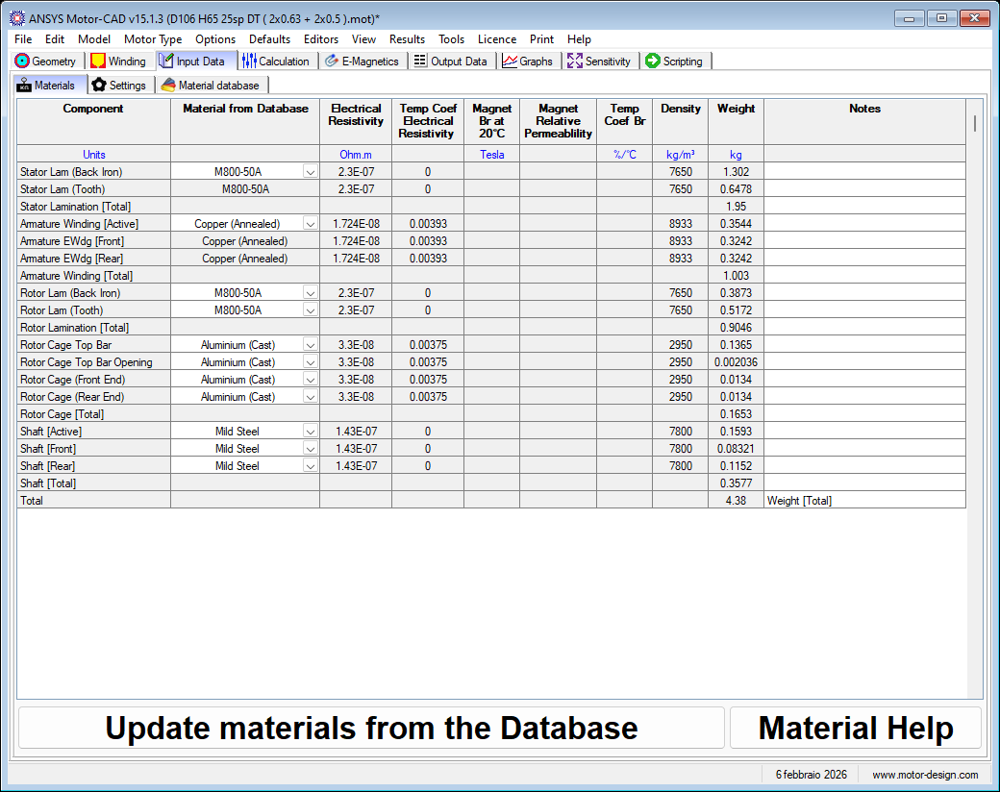 ANSYS Motor-CAD v15.1.3 (D106 H65 25sp DT ( 2x0.63 + 2x0.5 ).mot)*
File Edit Model Motor Type Options Defaults Editors View Results Tools Licence Print Help
Geometry Winding Input Data Calculation E-Magnetics Output Data Graphs Sensitivity Scripting
Materials Settings Material database
Component Material from Database Electrical Resistivity Temp Coef Electrical Resistivity Magnet Br at 20°C Magnet Relative Permeablility Temp Coef Br Density Weight Notes
Units Ohm.m Tesla %/°C kg/m³ kg
Stator Lam (Back Iron) M800-50A 2.3E-07 0 7650 1.302
Stator Lam (Tooth) M800-50A 2.3E-07 0 7650 0.6478
Stator Lamination [Total] 1.95
Armature Winding [Active] Copper (Annealed) 1.724E-08 0.00393 8933 0.3544
Armature EWdg [Front] Copper (Annealed) 1.724E-08 0.00393 8933 0.3242
Armature EWdg [Rear] Copper (Annealed) 1.724E-08 0.00393 8933 0.3242
Armature Winding [Total] 1.003
Rotor Lam (Back Iron) M800-50A 2.3E-07 0 7650 0.3873
Rotor Lam (Tooth) M800-50A 2.3E-07 0 7650 0.5172
Rotor Lamination [Total] 0.9046
Rotor Cage Top Bar Aluminium (Cast) 3.3E-08 0.00375 2950 0.1365
Rotor Cage Top Bar Opening Aluminium (Cast) 3.3E-08 0.00375 2950 0.002036
Rotor Cage (Front End) Aluminium (Cast) 3.3E-08 0.00375 2950 0.0134
Rotor Cage (Rear End) Aluminium (Cast) 3.3E-08 0.00375 2950 0.0134
Rotor Cage [Total] 0.1653
Shaft [Active] Mild Steel 1.43E-07 0 7800 0.1593
Shaft [Front] Mild Steel 1.43E-07 0 7800 0.08321
Shaft [Rear] Mild Steel 1.43E-07 0 7800 0.1152
Shaft [Total] 0.3577
Total 4.38 Weight [Total]
Update materials from the Database Material Help
6 febbraio 2026 www.motor-design.com